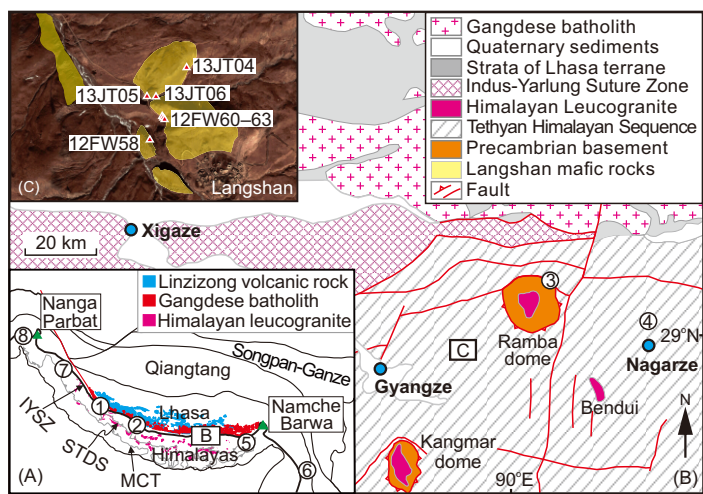 13JT04
13JT05
13JT06
12FW60–63
12FW58
(C)
Langshan
Gangdese batholith
Quaternary sediments
Strata of Lhasa terrane
Indus-Yarlung Suture Zone
Himalayan Leucogranite
Tethyan Himalayan Sequence
Precambrian basement
Langshan mafic rocks
Fault
20 km
Xigaze
Linzizong volcanic rock
Gangdese batholith
Himalayan leucogranite
Nanga
Parbat
8
7
Songpan-Ganze
Qiangtang
IYSZ
1
2
Lhasa
B
5
Namche
Barwa
STDS
Himalayas
MCT
6
(A)
3
Ramba
dome
C
Gyangze
4
29°N
Nagarze
Bendui
N
Kangmar
dome
90°E
(B)